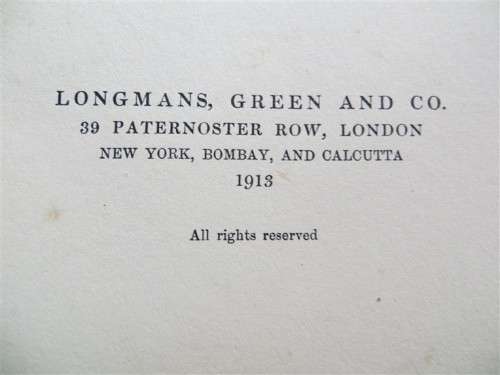 LONGMANS, GREEN AND CO.
39 PATERNOSTER ROW, LONDON
NEW YORK, BOMBAY, AND CALCUTTA
1913
All rights reserved